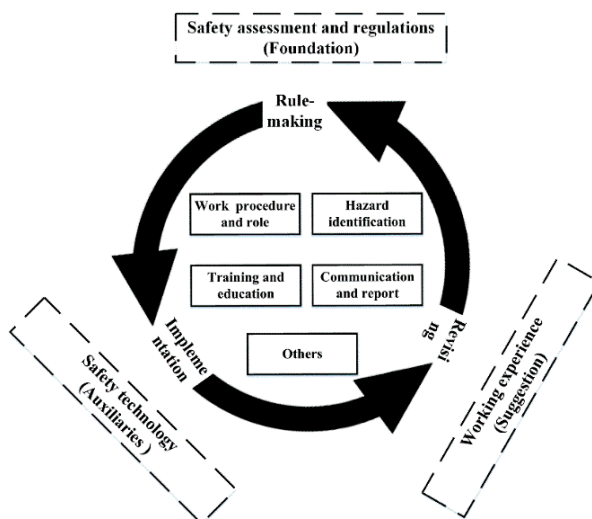 Safety assessment and regulations
(Foundation)
Rule-
making
Work procedure
and role
Hazard
identification
Training and
education
Communication
and report
Others
Impleme
ntation
Revisi
ng
Safety technology
(Auxiliaries )
Working experience
(Suggestion)